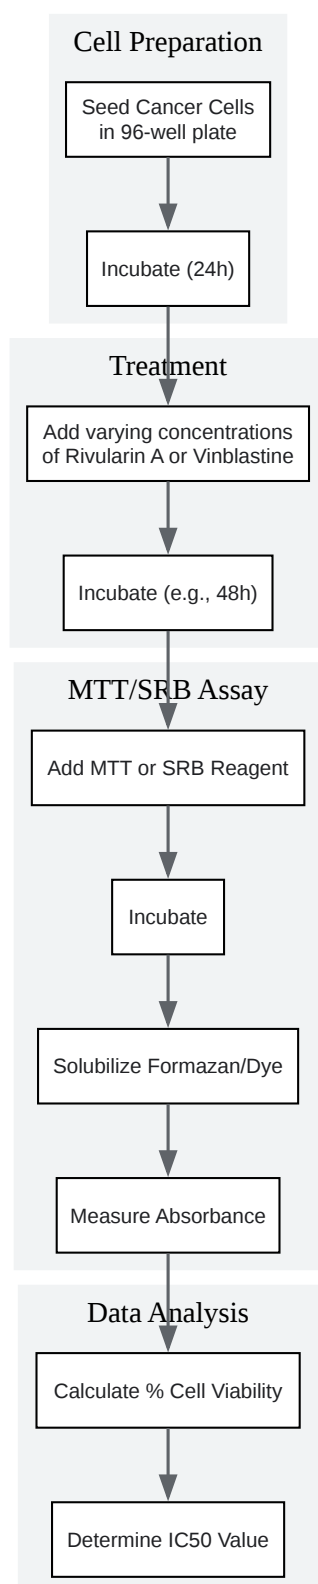 Cell Preparation
Seed Cancer Cells
in 96-well plate
Incubate (24h)
Treatment
Add varying concentrations
of Rivularin A or Vinblastine
Incubate (e.g., 48h)
MTT/SRB Assay
Add MTT or SRB Reagent
Incubate
Solubilize Formazan/Dye
Measure Absorbance
Data Analysis
Calculate % Cell Viability
Determine IC50 Value